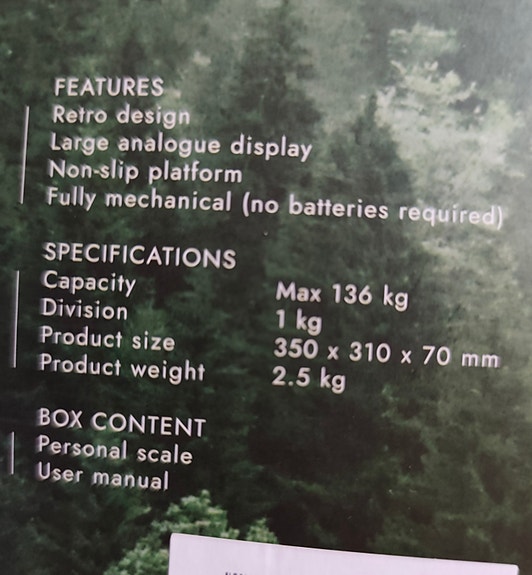 FEATURES
Retro design
Large analogue display
Non-slip platform
Fully mechanical (no batteries required)
SPECIFICATIONS
Capacity Max 136 kg
Division 1 kg
Product size 350 x 310 x 70 mm
Product weight 2.5 kg
BOX CONTENT
Personal scale
User manual